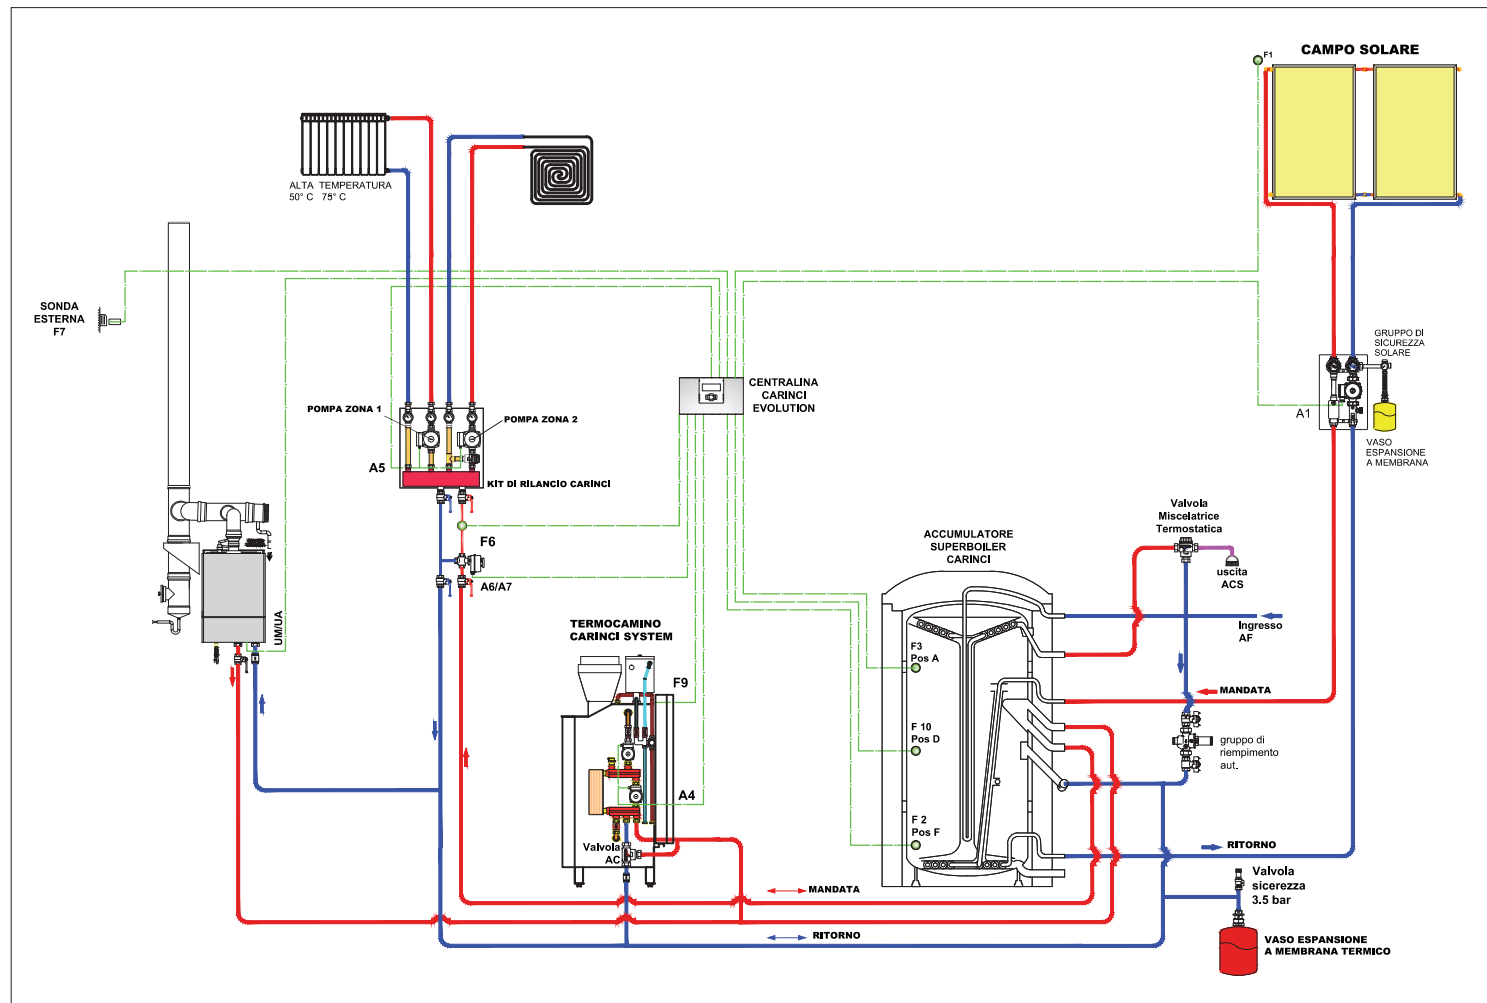 CAMPO SOLARE
F1
ALTA TEMPERATURA
50° C 75° C
SONDA
ESTERNA
F7
GRUPPO DI
SICUREZZA
SOLARE
A1
VASO
ESPANSIONE
A MEMBRANA
CENTRALINA
CARINCI
EVOLUTION
POMPA ZONA 1
POMPA ZONA 2
A5
KIT DI RILANCIO CARINCI
F6
A6/A7
UM/UA
Valvola
Miscelatrice
Termostatica
uscita
ACS
ACCUMULATORE
SUPERBOILER
CARINCI
Ingresso
AF
TERMOCAMINO
CARINCI SYSTEM
F9
F3
Pos A
MANDATA
F 10
Pos D
gruppo di
riempimento
aut.
A4
F 2
Pos F
Valvola
AC
RITORNO
MANDATA
Valvola
sicerezza
3.5 bar
RITORNO
VASO ESPANSIONE
A MEMBRANA TERMICO